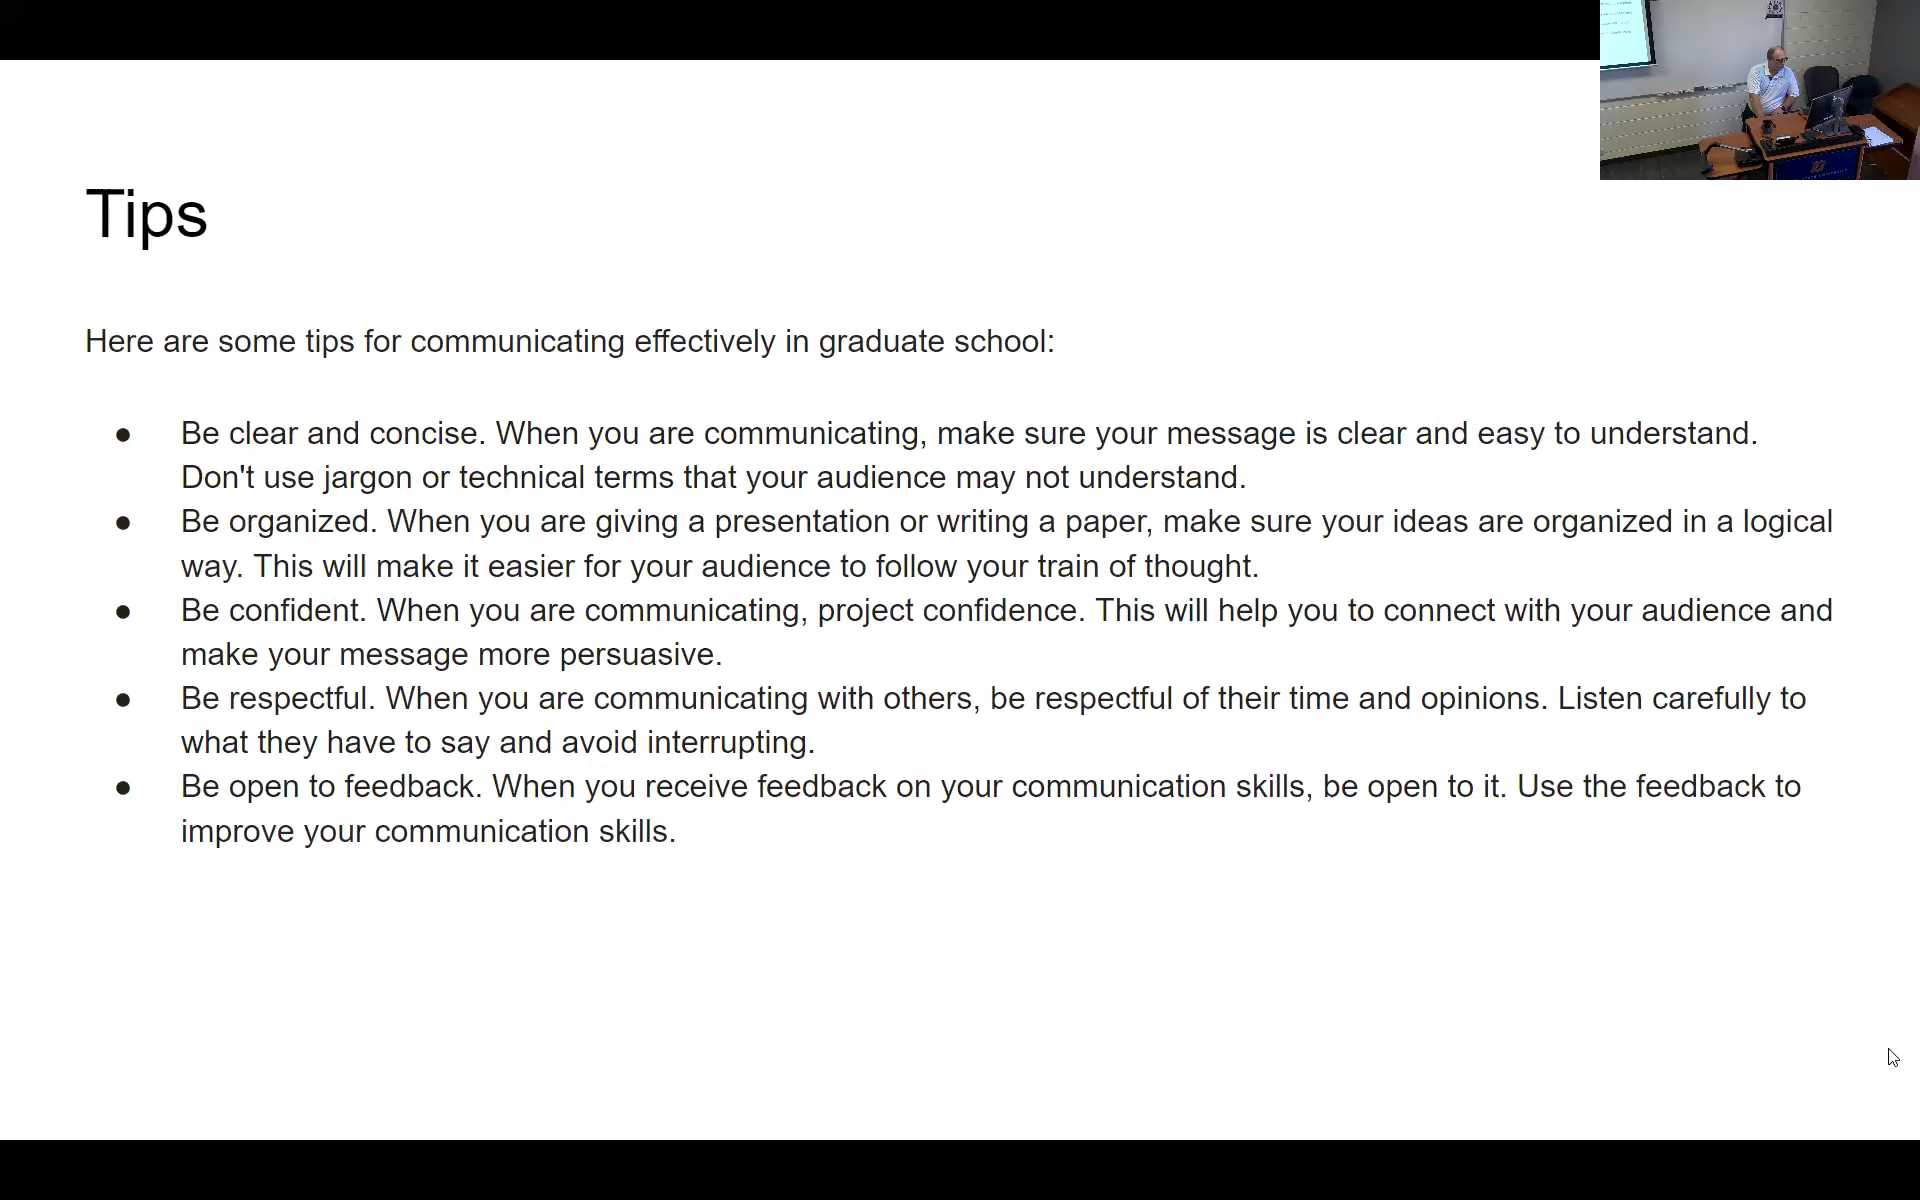 Tips
Here are some tips for communicating effectively in graduate school:
● Be clear and concise. When you are communicating, make sure your message is clear and easy to understand.
Don't use jargon or technical terms that your audience may not understand.
● Be organized. When you are giving a presentation or writing a paper, make sure your ideas are organized in a logical
way. This will make it easier for your audience to follow your train of thought.
● Be confident. When you are communicating, project confidence. This will help you to connect with your audience and
make your message more persuasive.
● Be respectful. When you are communicating with others, be respectful of their time and opinions. Listen carefully to
what they have to say and avoid interrupting.
● Be open to feedback. When you receive feedback on your communication skills, be open to it. Use the feedback to
improve your communication skills.